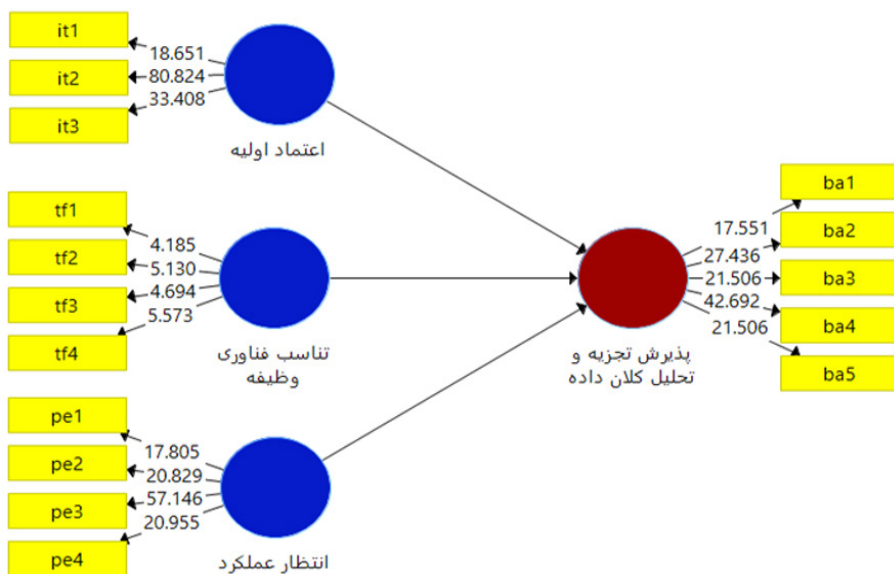 it1
it2
it3
18.651
80.824
33.408
اعتماد اولیه
tf1
tf2
tf3
tf4
4.185
5.130
4.694
5.573
تناسب فناوری
وظیفه
pe1
pe2
pe3
pe4
17.805
20.829
57.146
20.955
انتظار عملکرد
پذیرش تجزیه و
تحلیل کلان داده
17.551
27.436
21.506
42.692
21.506
ba1
ba2
ba3
ba4
ba5